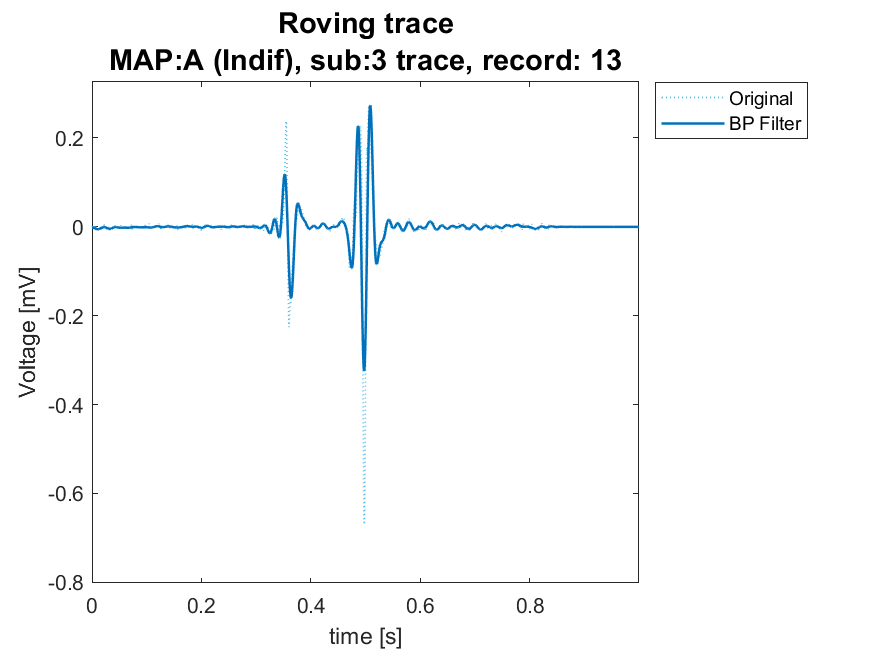 Roving trace
MAP:A (Indif), sub:3 trace, record: 13
Original
BP Filter
0.2
0
-0.2
-0.4
-0.6
-0.8
Voltage [mV]
0
0.2
0.4
0.6
0.8
time [s]